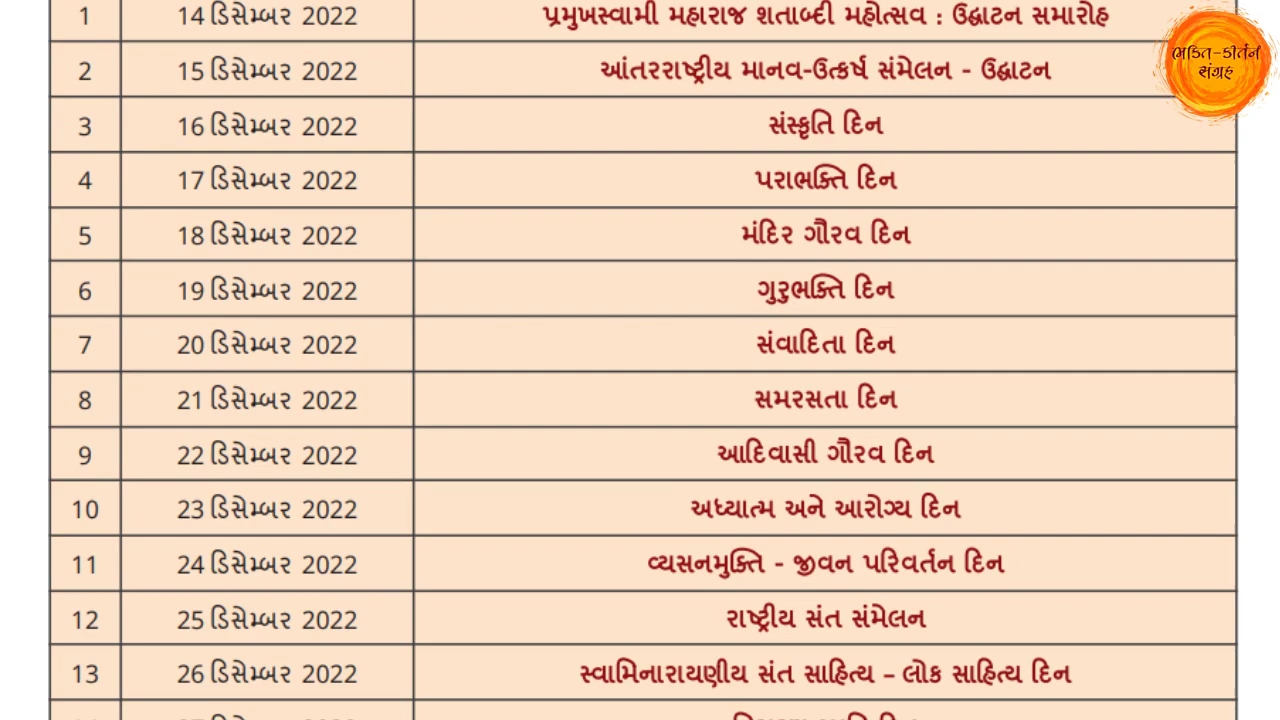 1 14 ડિસેમ્બર 2022 પ્રમુખસ્વામી મહારાજ શતાબ્દી મહોત્સવ : ઉદ્ઘાટન સમારોહ
ભક્તિ-કીર્તન
સંગ્રહ
2 15 ડિસેમ્બર 2022 આંતરરાષ્ટ્રીય માનવ-ઉત્કર્ષ સંમેલન - ઉદ્ઘાટન
3 16 ડિસેમ્બર 2022 સંસ્કૃતિ દિન
4 17 ડિસેમ્બર 2022 પરાભક્તિ દિન
5 18 ડિસેમ્બર 2022 મંદિર ગૌરવ દિન
6 19 ડિસેમ્બર 2022 ગુરુભક્તિ દિન
7 20 ડિસેમ્બર 2022 સંવાદિતા દિન
8 21 ડિસેમ્બર 2022 સમરસતા દિન
9 22 ડિસેમ્બર 2022 આદિવાસી ગૌરવ દિન
10 23 ડિસેમ્બર 2022 અધ્યાત્મ અને આરોગ્ય દિન
11 24 ડિસેમ્બર 2022 વ્યસનમુક્તિ - જીવન પરિવર્તન દિન
12 25 ડિસેમ્બર 2022 રાષ્ટ્રીય સંત સંમેલન
13 26 ડિસેમ્બર 2022 સ્વામિનારાયણીય સંત સાહિત્ય – લોક સાહિત્ય દિન